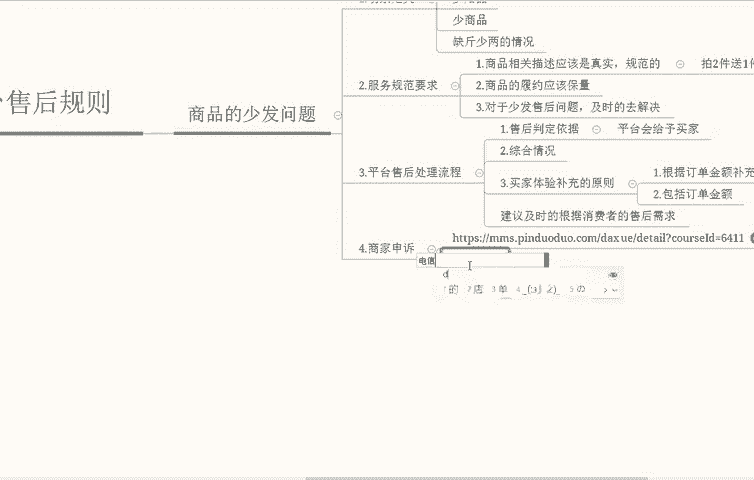 少商品
缺斤少两的情况
1.商品相关描述应该是真实，规范的
拍2件送1件
2.服务规范要求
2.商品的履约应该保量
3.对于少发售后问题，及时的去解决
售后规则
商品的少发问题
1.售后判定依据
平台会给予买家
2.综合情况
3.平台售后处理流程
3.买家体验补充的原则
1.根据订单金额补充
2.包括订单金额
建议及时的根据消费者的售后需求
4.商家申诉
https://mms.pinduoduo.com/daxue/detail?courseId=6411
电信
d
1的 2店 3单 5の